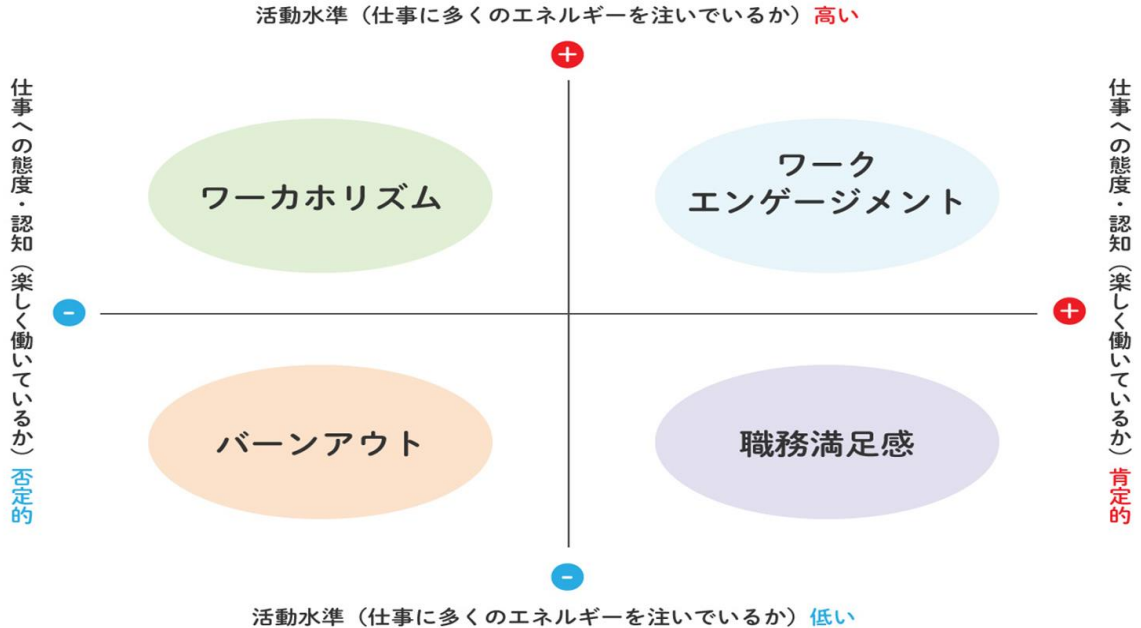 活動水準（仕事に多くのエネルギーを注いでいるか）高い
+
仕事への態度・認知（楽しく働いているか）否定的
仕事への態度・認知（楽しく働いているか）肯定的
ワーカホリズム
ワーク
エンゲージメント
-
+
バーンアウト
職務満足感
-
活動水準（仕事に多くのエネルギーを注いでいるか）低い